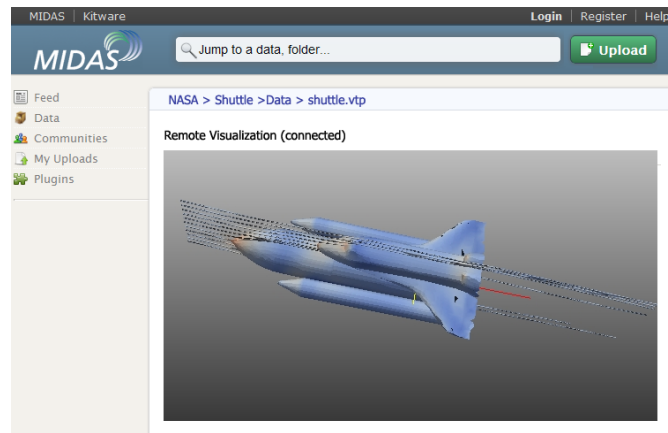 MIDAS | Kitware
Login | Register | Help
MIDAS
Jump to a data, folder...
Upload
Feed
Data
Communities
My Uploads
Plugins
NASA > Shuttle >Data > shuttle.vtp
Remote Visualization (connected)